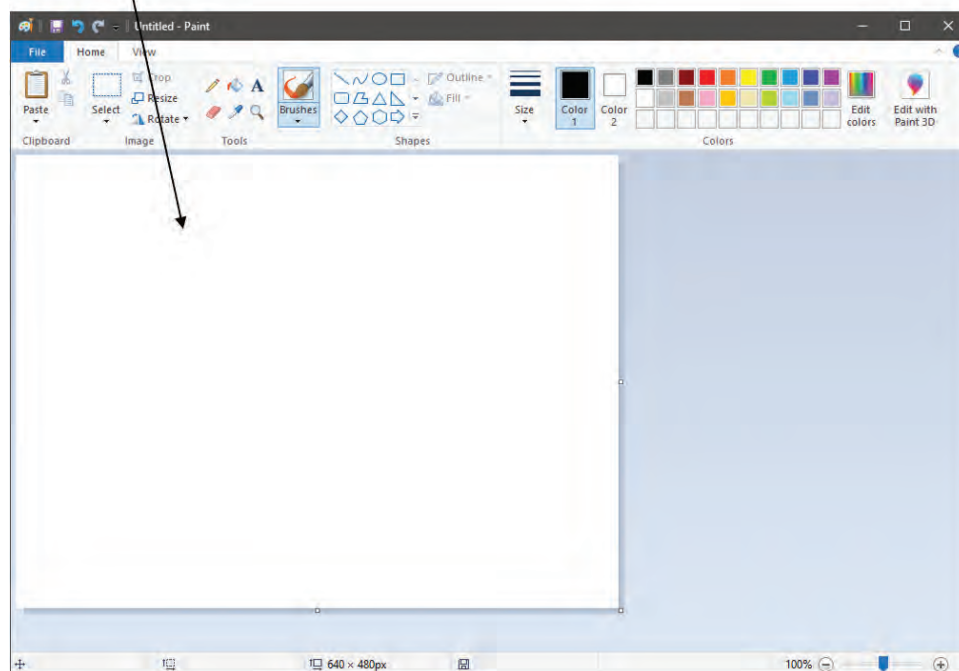 Untitled - Paint
File Home View
Paste
Select
Crop
Resize
Rotate
A
Brushes
Outline
Fill
Size
Color 1
Color 2
Edit colors
Edit with Paint 3D
Clipboard Image Tools Shapes Colors
640 × 480px 100%